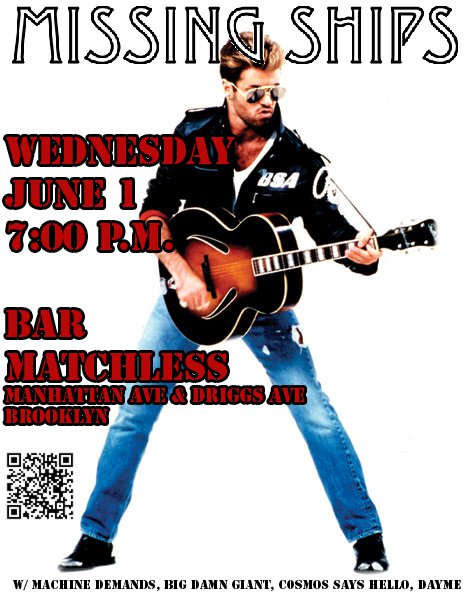 MISSING SHIPS
WEDNESDAY
JUNE 1
7:00 P.M.
USA
BAR
MATCHLESS
MANHATTAN AVE & DRIGGS AVE
BROOKLYN
W/ MACHINE DEMANDS, BIG DAMN GIANT, COSMOS SAYS HELLO, DAYME